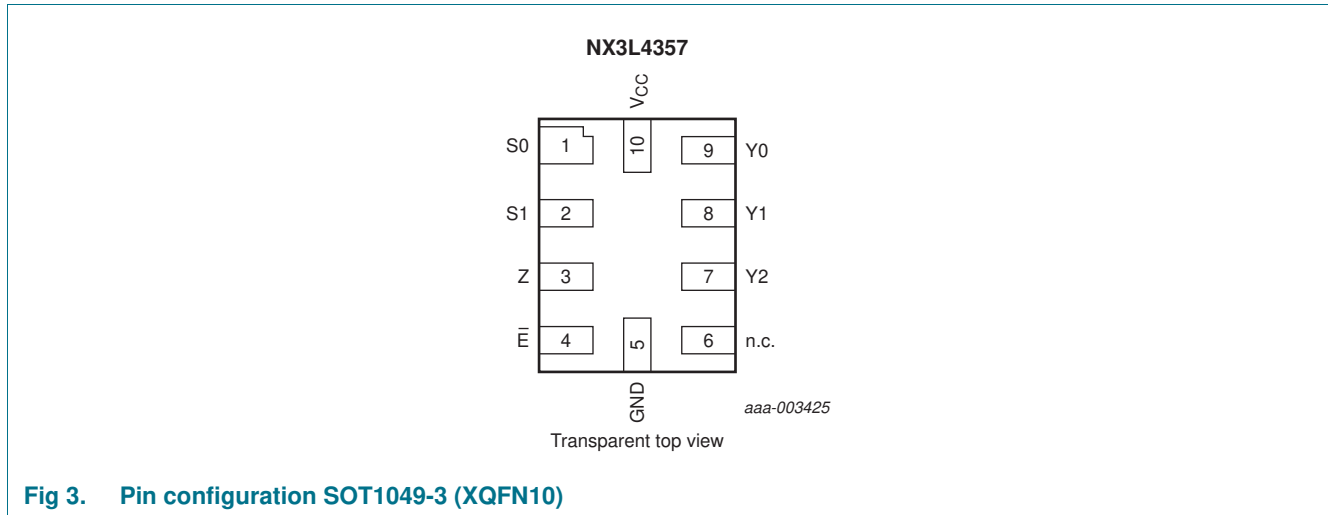 NX3L4357
VCC
S0 1 10 9 Y0
S1 2 8 Y1
Z 3 7 Y2
E̅ 4 5 6 n.c.
GND
aaa-003425
Transparent top view
Fig 3. Pin configuration SOT1049-3 (XQFN10)